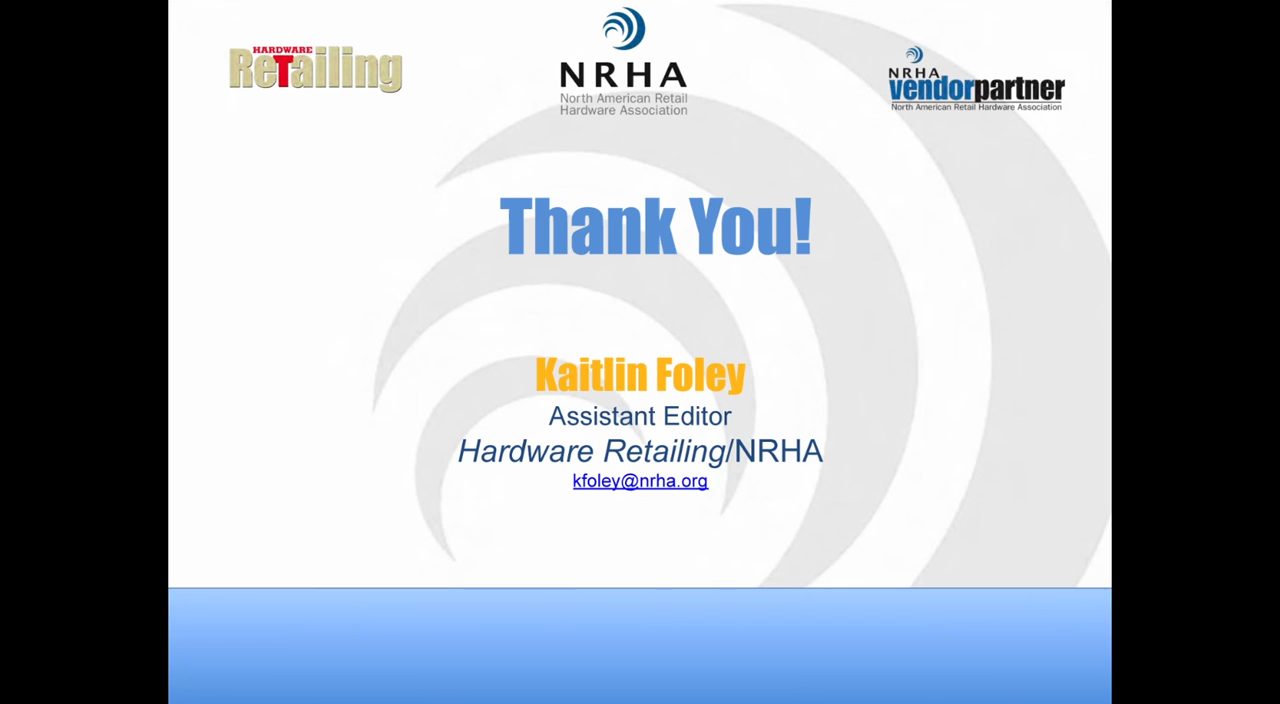 HARDWARE
ReTailing
NRHA
North American Retail
Hardware Association
NRHA
vendorpartner
North American Retail Hardware Association
Thank You!
Kaitlin Foley
Assistant Editor
Hardware Retailing/NRHA
kfoley@nrha.org